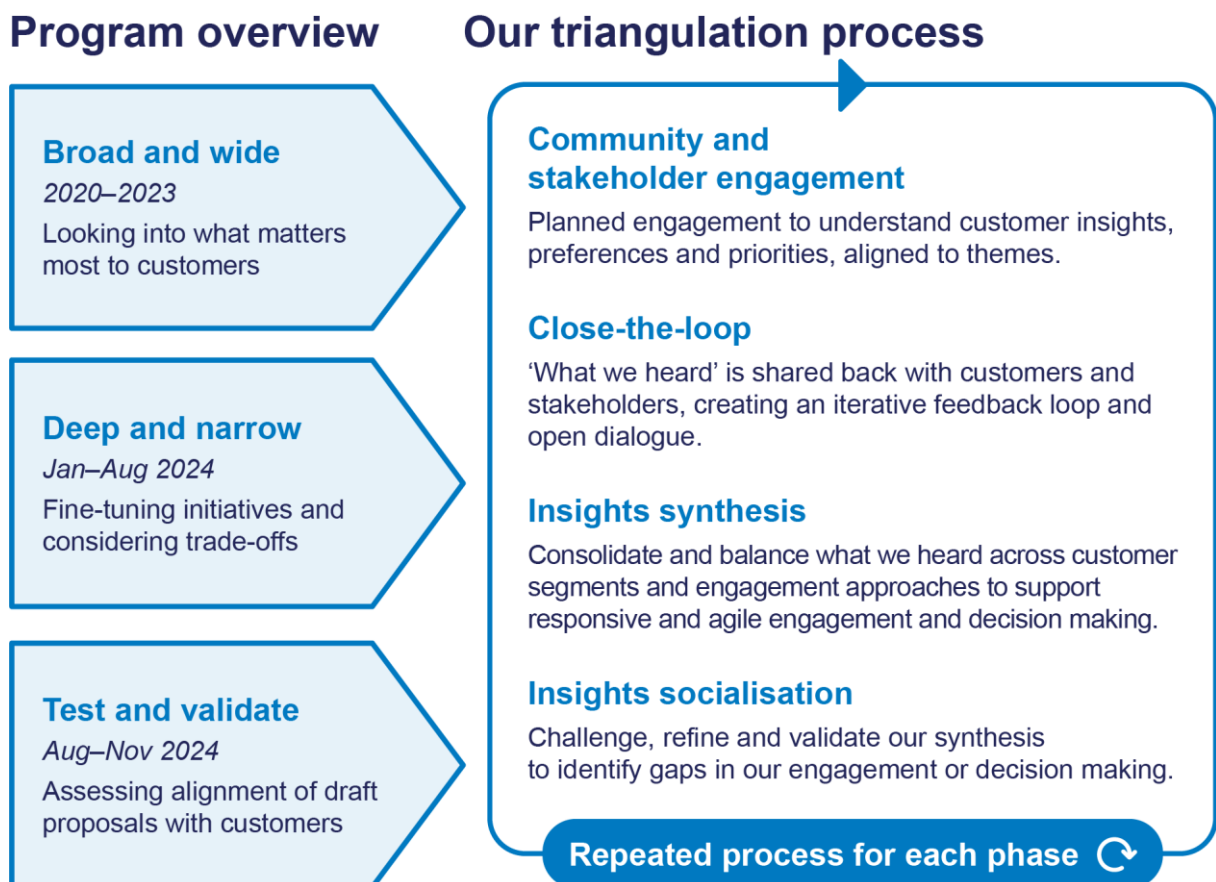 Program overview
Broad and wide
2020–2023
Looking into what matters
most to customers
Deep and narrow
Jan–Aug 2024
Fine-tuning initiatives and
considering trade-offs
Test and validate
Aug–Nov 2024
Assessing alignment of draft
proposals with customers
Our triangulation process
Community and
stakeholder engagement
Planned engagement to understand customer insights,
preferences and priorities, aligned to themes.
Close-the-loop
‘What we heard’ is shared back with customers and
stakeholders, creating an iterative feedback loop and
open dialogue.
Insights synthesis
Consolidate and balance what we heard across customer
segments and engagement approaches to support
responsive and agile engagement and decision making.
Insights socialisation
Challenge, refine and validate our synthesis
to identify gaps in our engagement or decision making.
Repeated process for each phase